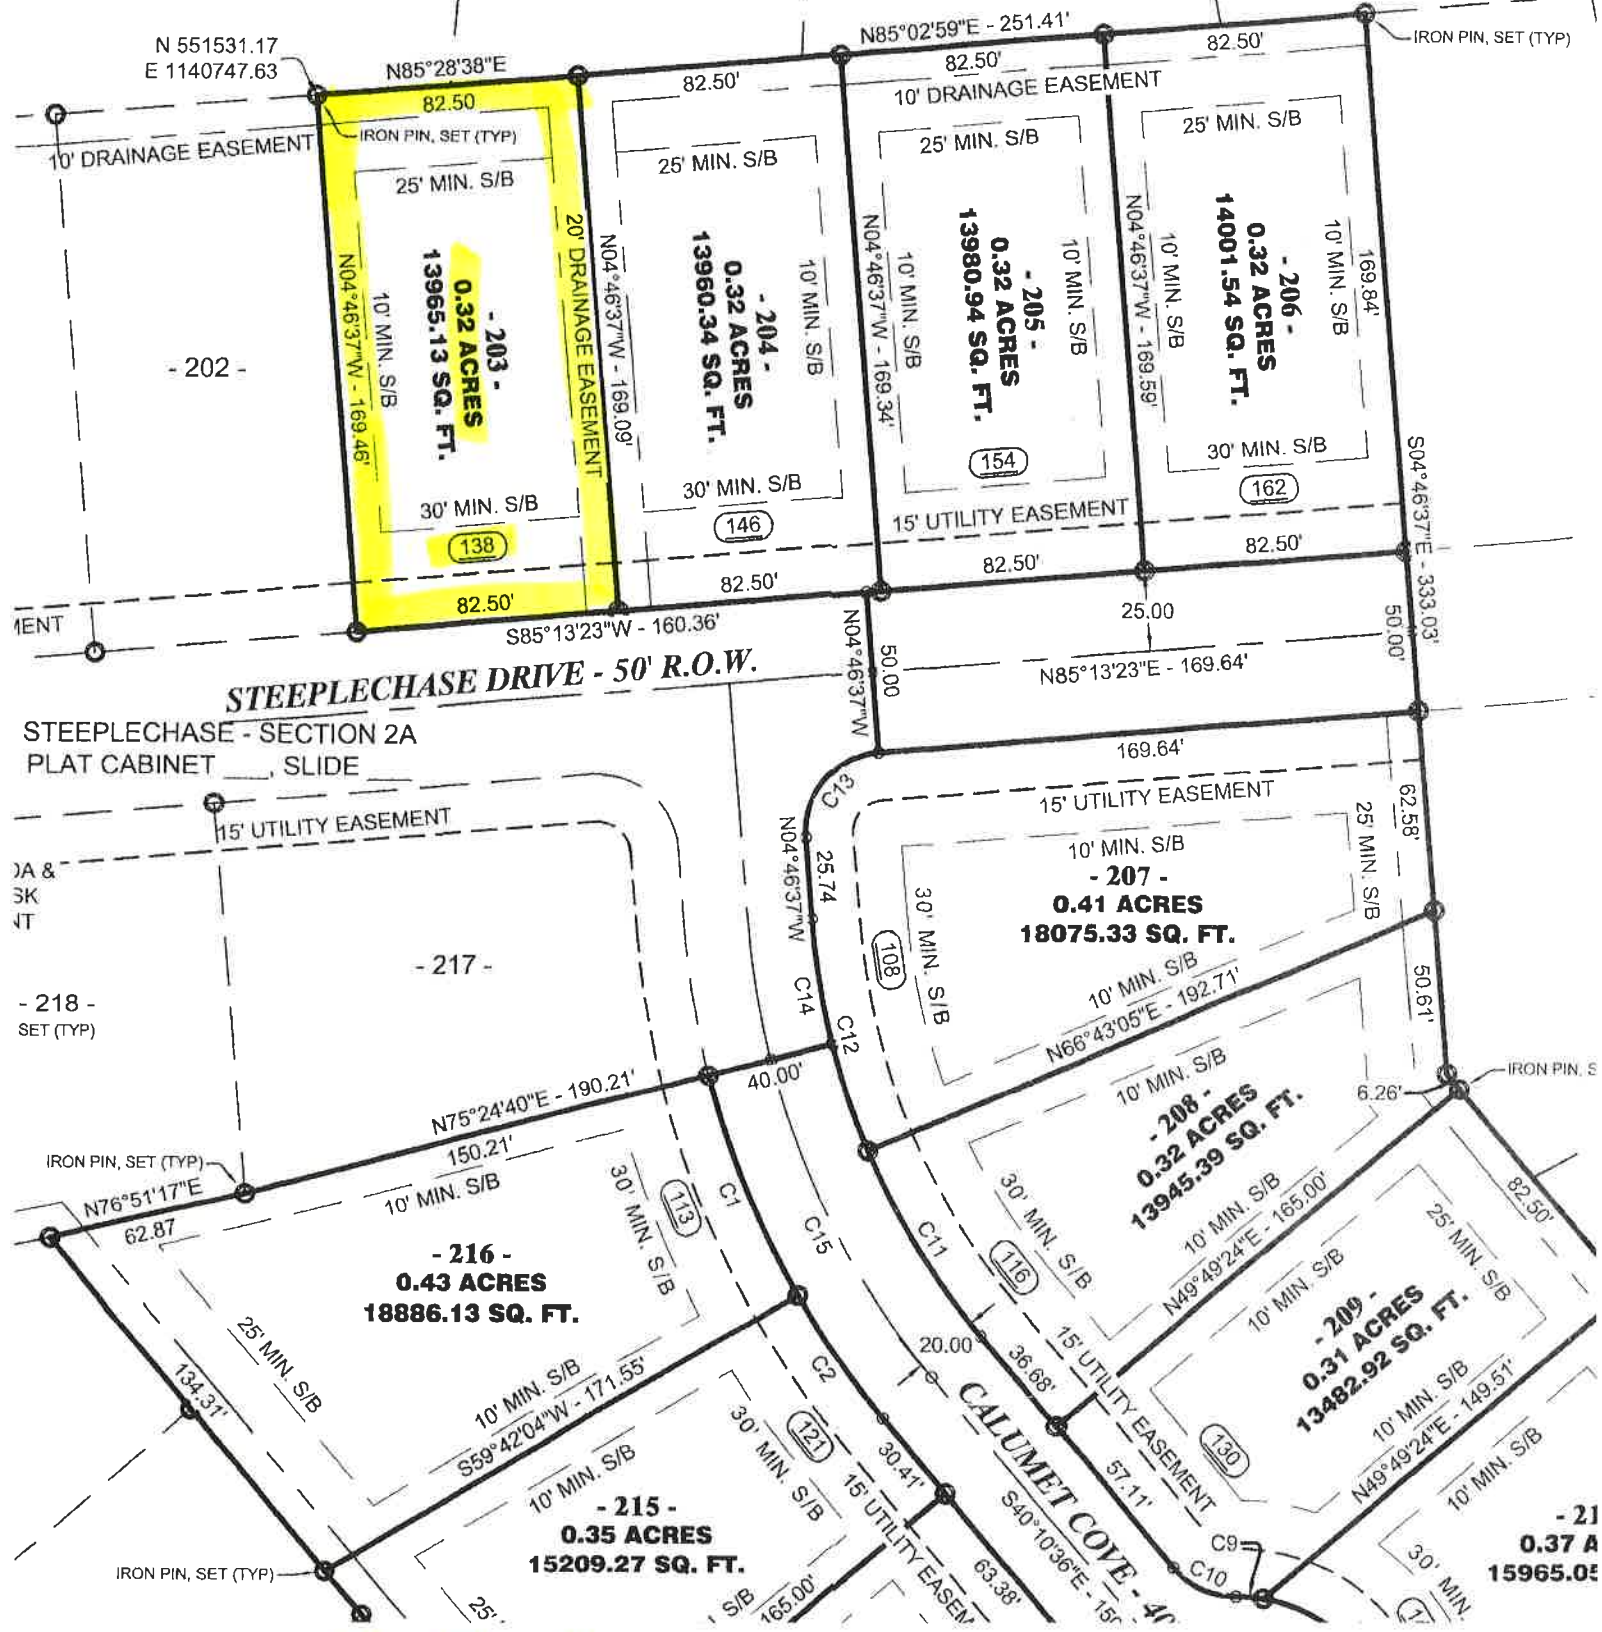 N 551531.17
E 1140747.63
N85°28'38"E
82.50
IRON PIN, SET (TYP)
10' DRAINAGE EASEMENT
N85°02'59"E - 251.41'
82.50'
82.50'
82.50'
10' DRAINAGE EASEMENT
IRON PIN, SET (TYP)
- 202 -
N04°46'37"W - 169.46'
25' MIN. S/B
10' MIN. S/B
- 203 -
0.32 ACRES
13965.13 SQ. FT.
20' DRAINAGE EASEMENT
30' MIN. S/B
138
82.50'
N04°46'37"W - 169.09'
25' MIN. S/B
- 204 -
0.32 ACRES
13960.34 SQ. FT.
10' MIN. S/B
30' MIN. S/B
146
82.50'
N04°46'37"W - 169.34'
25' MIN. S/B
10' MIN. S/B
- 205 -
0.32 ACRES
13980.94 SQ. FT.
10' MIN. S/B
154
15' UTILITY EASEMENT
82.50'
N04°46'37"W - 169.59'
25' MIN. S/B
10' MIN. S/B
- 206 -
0.32 ACRES
14001.54 SQ. FT.
10' MIN. S/B
169.84'
30' MIN. S/B
162
82.50'
S04°46'37"E - 333.03'
MENT
S85°13'23"W - 160.36'
STEEPLECHASE DRIVE - 50' R.O.W.
N04°46'37"W
50.00
25.00
N85°13'23"E - 169.64'
50.00'
STEEPLECHASE - SECTION 2A
PLAT CABINET ___, SLIDE ___
15' UTILITY EASEMENT
DA &
SK
NT
- 217 -
- 218 -
SET (TYP)
169.64'
C13
15' UTILITY EASEMENT
N04°46'37"W
25.74
C14
C12
10' MIN. S/B
- 207 -
0.41 ACRES
18075.33 SQ. FT.
30' MIN. S/B
108
25' MIN. S/B
62.58'
10' MIN. S/B
N66°43'05"E - 192.71'
50.61'
IRON PIN, S
6.26'
40.00'
N75°24'40"E - 190.21'
150.21'
IRON PIN, SET (TYP)
N76°51'17"E
62.87
10' MIN. S/B
30' MIN. S/B
113
C1
C15
- 216 -
0.43 ACRES
18886.13 SQ. FT.
25' MIN. S/B
134.31'
10' MIN. S/B
S59°42'04"W - 171.55'
10' MIN. S/B
- 208 -
0.32 ACRES
13945.39 SQ. FT.
30' MIN. S/B
116
C11
10' MIN. S/B
N49°49'24"E - 165.00'
82.50'
20.00
36.68'
15' UTILITY EASEMENT
10' MIN. S/B
25' MIN. S/B
- 209 -
0.31 ACRES
13482.92 SQ. FT.
10' MIN. S/B
N49°49'24"E - 149.51'
130
57.11'
C2
30.41'
CALUMET COVE - 40'
S40°10'36"E - 150
63.38'
10' MIN. S/B
30' MIN. S/B
121
15' UTILITY EASEM
- 215 -
0.35 ACRES
15209.27 SQ. FT.
IRON PIN, SET (TYP)
25'
S/B
165.00'
C9
C10
10' MIN. S/B
- 21
0.37 A
15965.05
30' MIN.
17